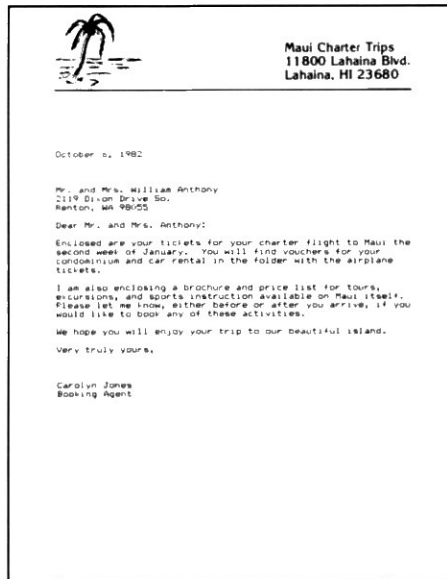 Maui Charter Trips
11800 Lahaina Blvd.
Lahaina, HI 23680
October 6, 1982
Mr. and Mrs. William Anthony
2119 Dixon Drive So.
Renton, WA 98055
Dear Mr. and Mrs. Anthony:
Enclosed are your tickets for your charter flight to Maui the
second week of January. You will find vouchers for your
condominium and car rental in the folder with the airplane
tickets.
I am also enclosing a brochure and price list for tours,
excursions, and sports instruction available on Maui itself.
Please let me know, either before or after you arrive, if you
would like to book any of these activities.
We hope you will enjoy your trip to our beautiful island.
Very truly yours,
Carolyn Jones
Booking Agent